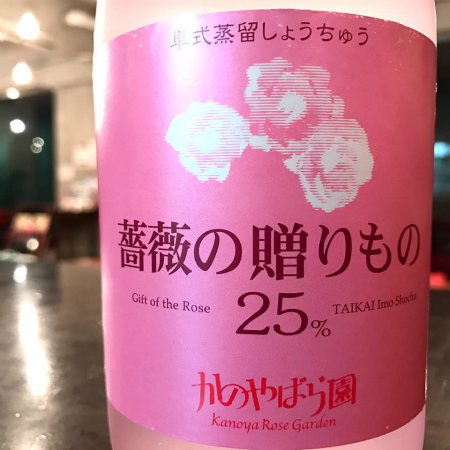 単式蒸留しょうちゅう
薔薇の贈りもの
Gift of the Rose
25%
TAIKAI Imo Shochu
かのやばら園
Kanoya Rose Garden